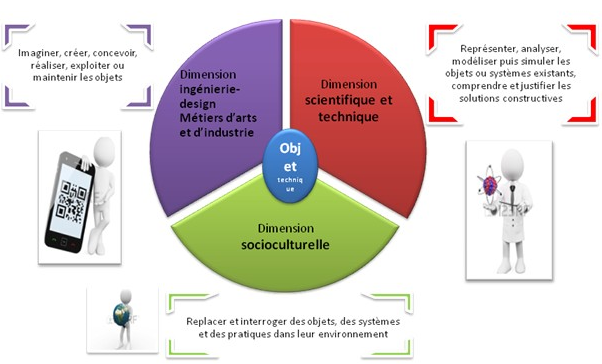 Imaginer, créer, concevoir,
réaliser, exploiter ou
maintenir les objets
Dimension
ingénierie-
design
Métiers d’arts
et d’industrie
Dimension
scientifique et
technique
Représenter, analyser,
modéliser puis simuler les
objets ou systèmes existants,
comprendre et justifier les
solutions constructives
Obj
et
techniq
ue
Dimension
socioculturelle
Replacer et interroger des objets, des systèmes
et des pratiques dans leur environnement